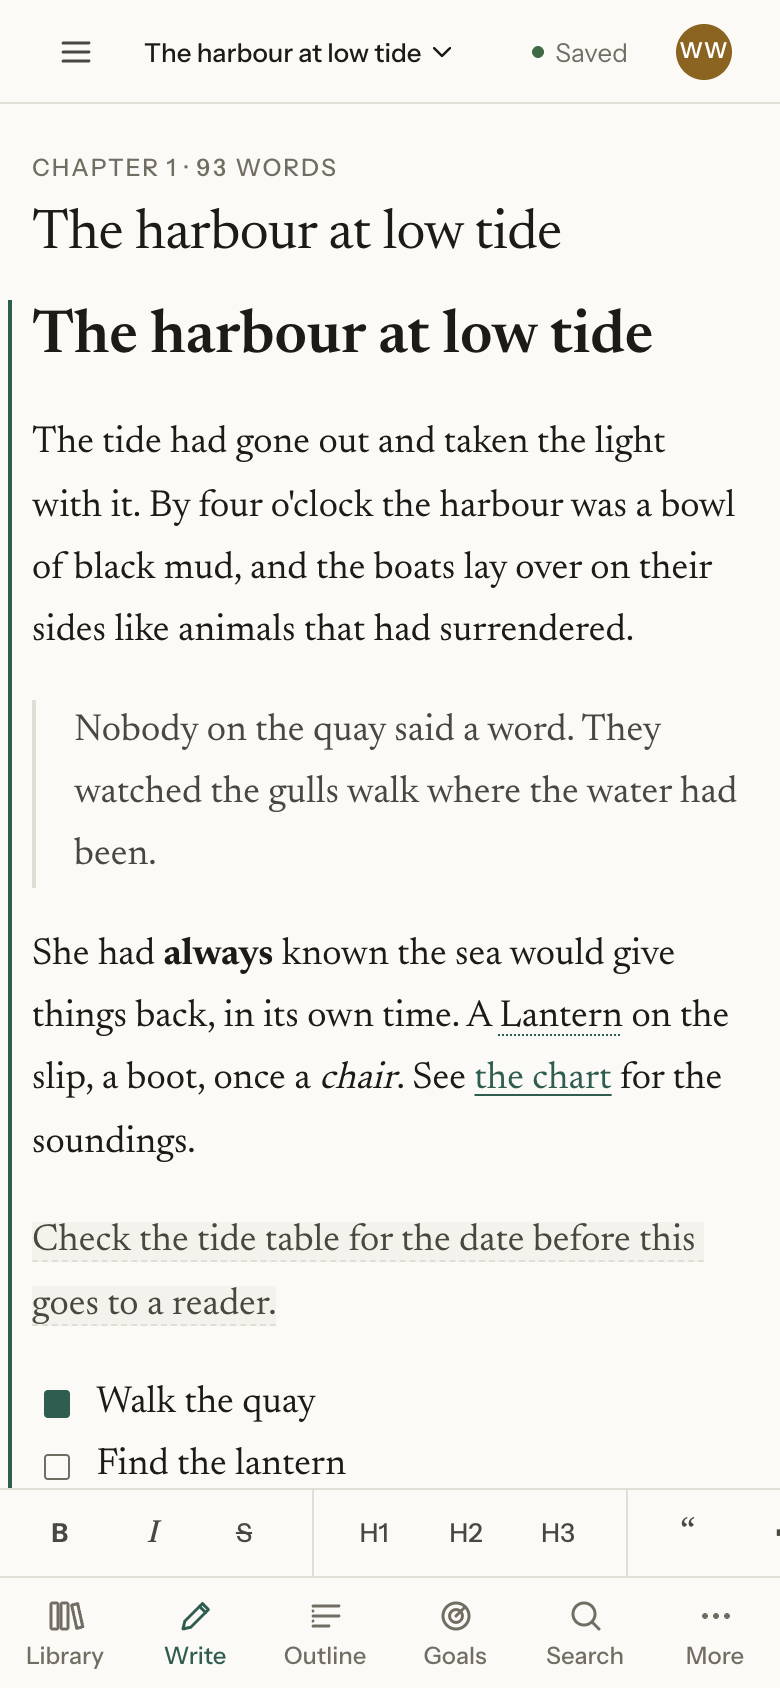 The harbour at low tide
Saved
WW
CHAPTER 1 · 93 WORDS
The harbour at low tide
The harbour at low tide
The tide had gone out and taken the light
with it. By four o'clock the harbour was a bowl
of black mud, and the boats lay over on their
sides like animals that had surrendered.
Nobody on the quay said a word. They
watched the gulls walk where the water had
been.
She had always known the sea would give
things back, in its own time. A Lantern on the
slip, a boot, once a chair. See the chart for the
soundings.
Check the tide table for the date before this
goes to a reader.
Walk the quay
Find the lantern
B I S H1 H2 H3 “
Library Write Outline Goals Search More